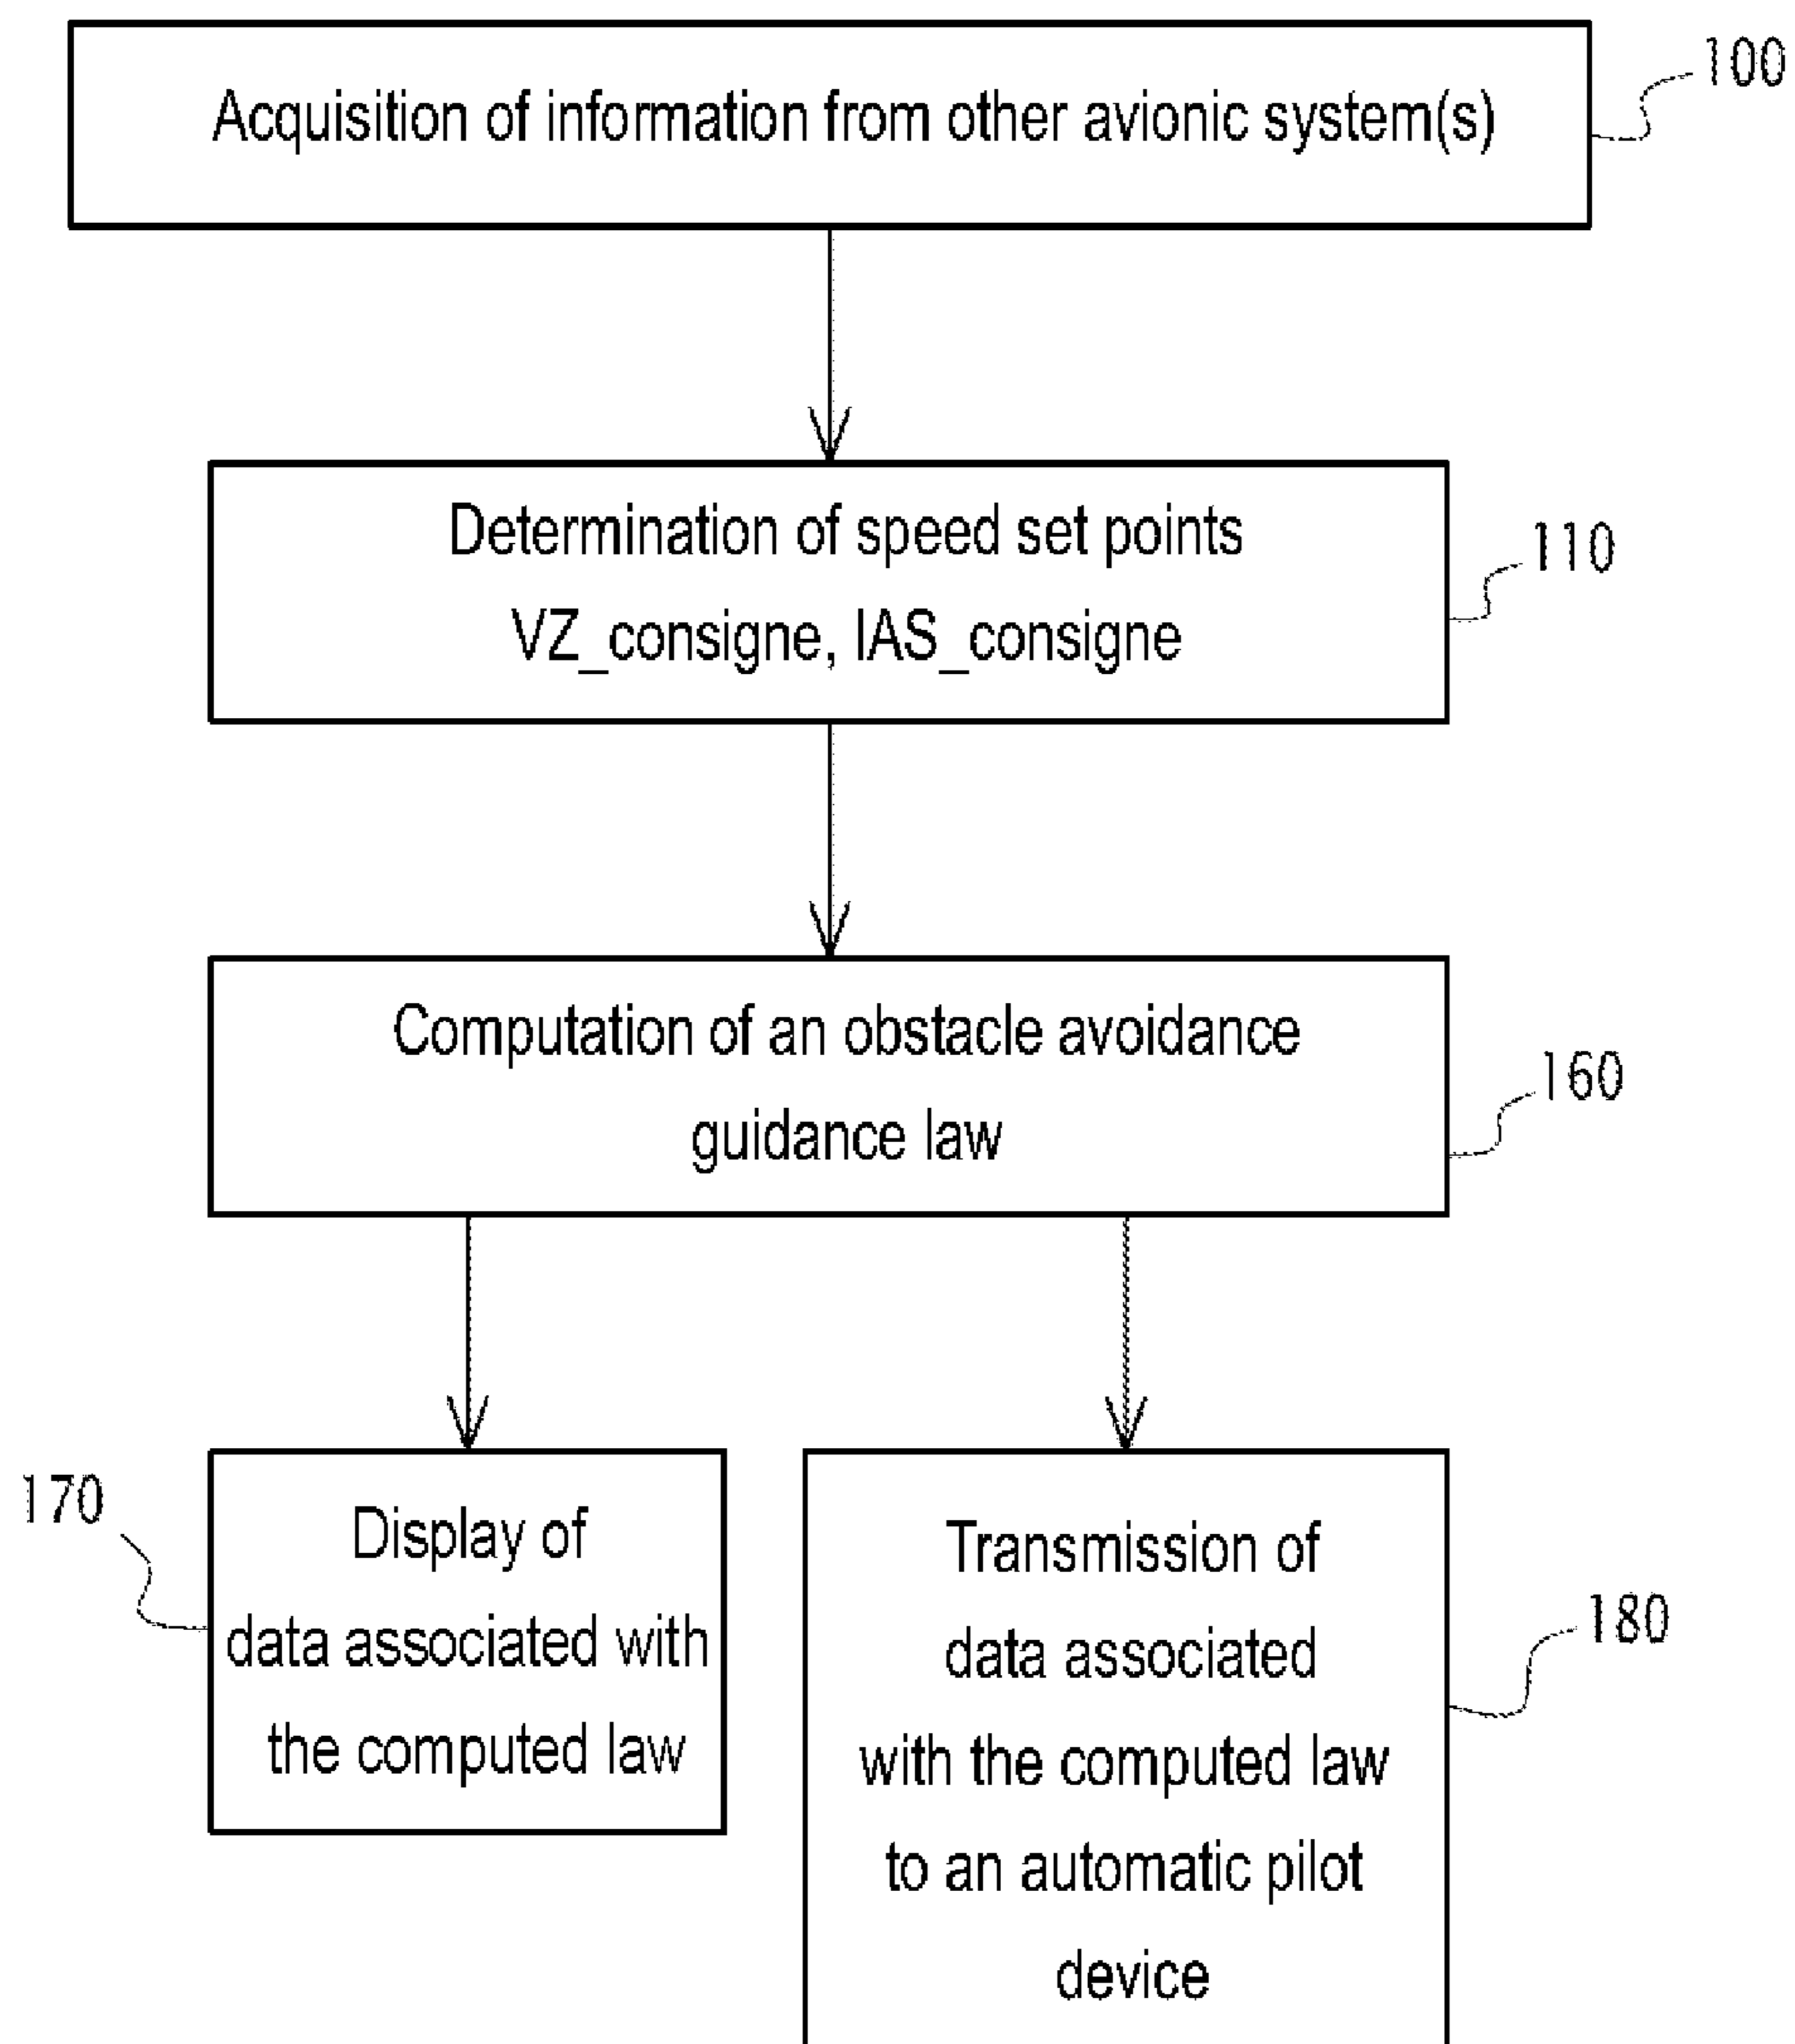 Acquisition of information from other avionic system(s)
100
Determination of speed set points
VZ_consigne, IAS_consigne
110
Computation of an obstacle avoidance
guidance law
160
170
Display of
data associated with
the computed law
Transmission of
data associated
with the computed law
to an automatic pilot
device
180